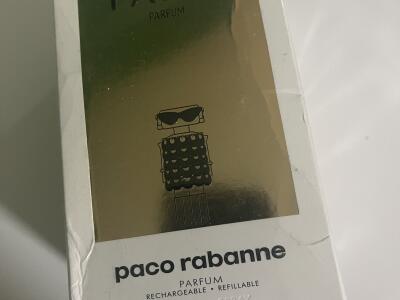 PARFUM
paco rabanne
PARFUM
RECHARGEABLE • REFILLABLE